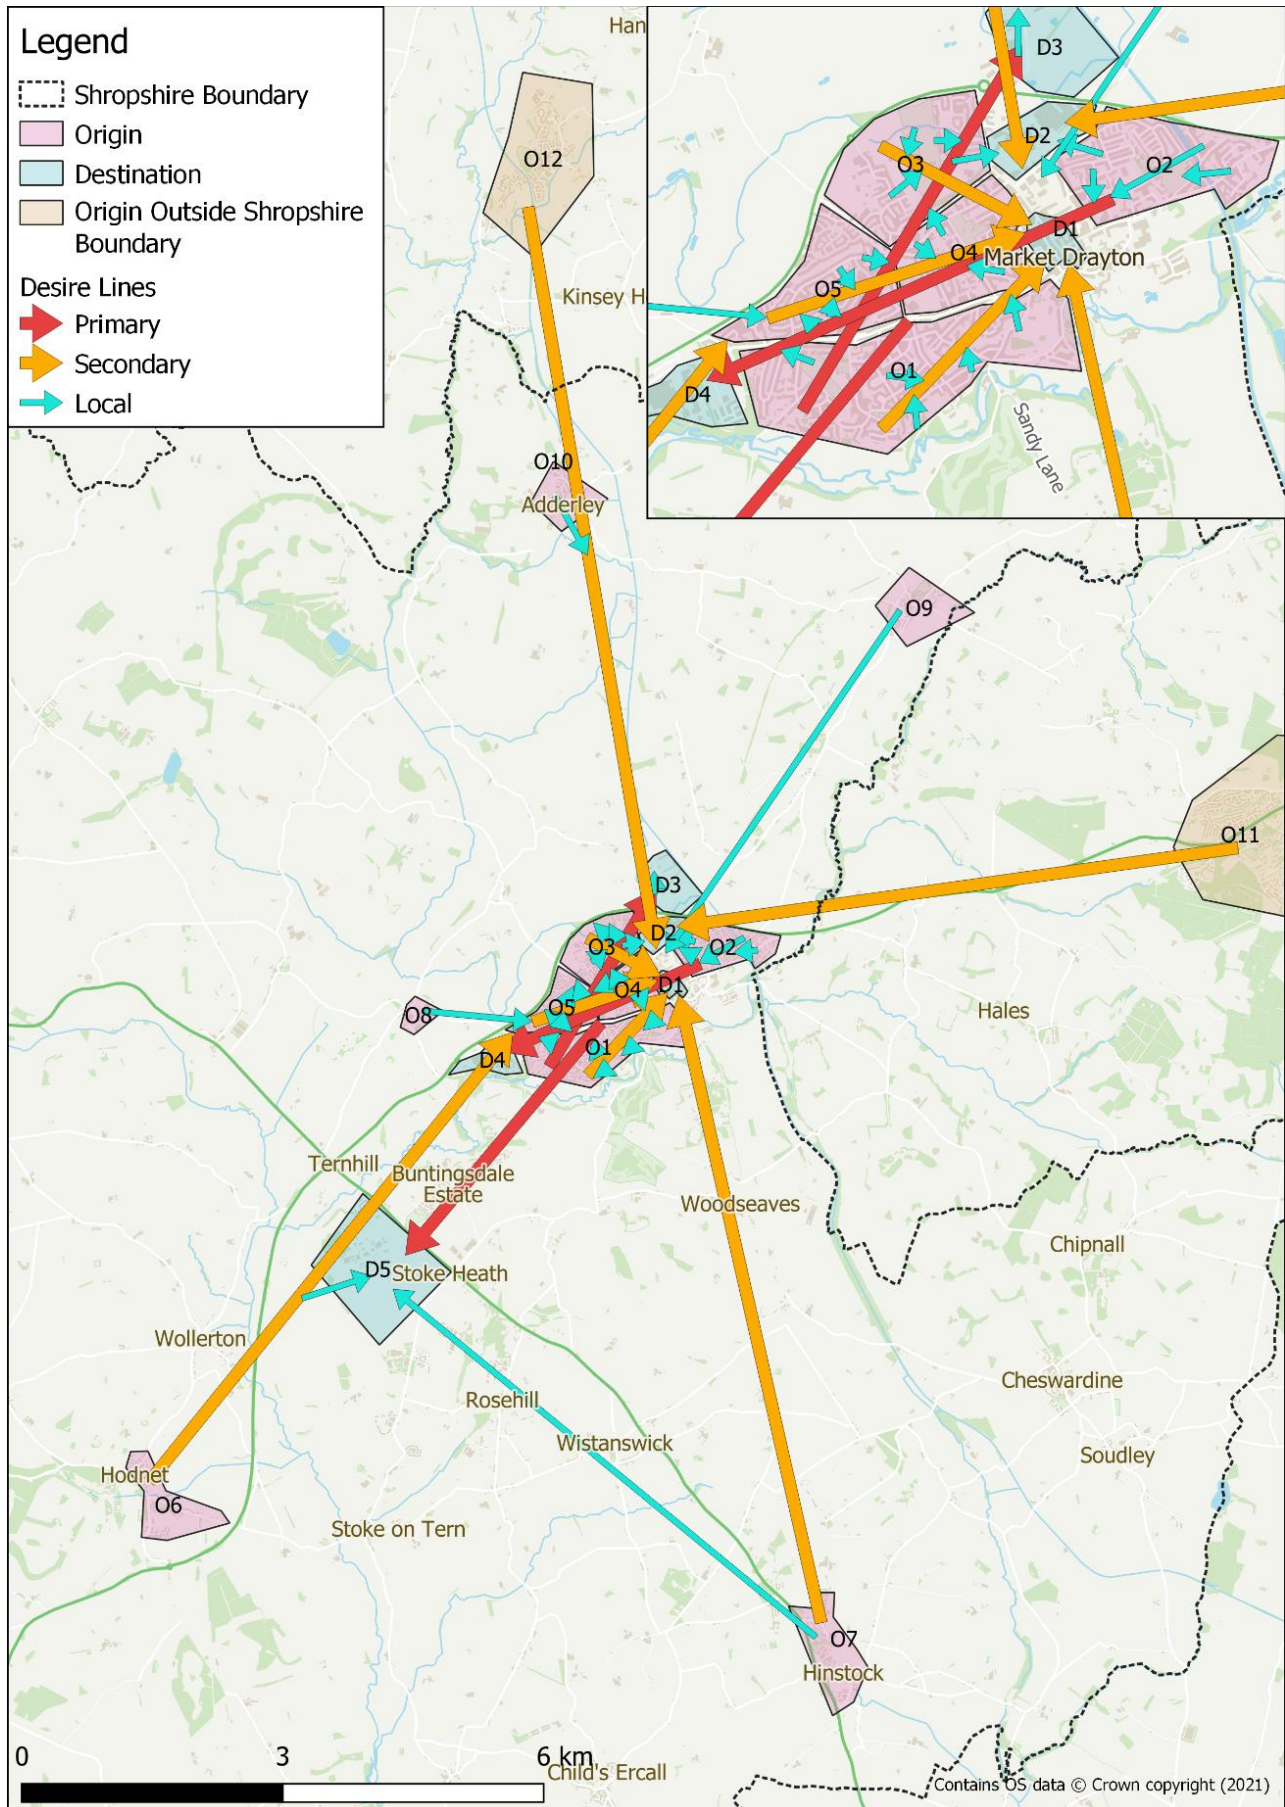 Legend
Shropshire Boundary
Origin
Destination
Origin Outside Shropshire
Boundary
Desire Lines
Primary
Secondary
Local
Han
D3
D2
O3
O2
D1
O4
Market Drayton
O5
O1
D4
Sandy Lane
O12
Kinsey H
O10
Adderley
O9
O11
D3
D2
O3
O2
D1
O4
O5
O8
O1
D4
Hales
Ternhill
Buntingsdale
Estate
Woodseaves
Chipnall
D5
Stoke Heath
Wollerton
Rosehill
Cheswardine
Wistanswick
Soudley
Hodnet
O6
Stoke on Tern
O7
Hinstock
0 3 6 km
Child's Ercall
Contains OS data © Crown copyright (2021)